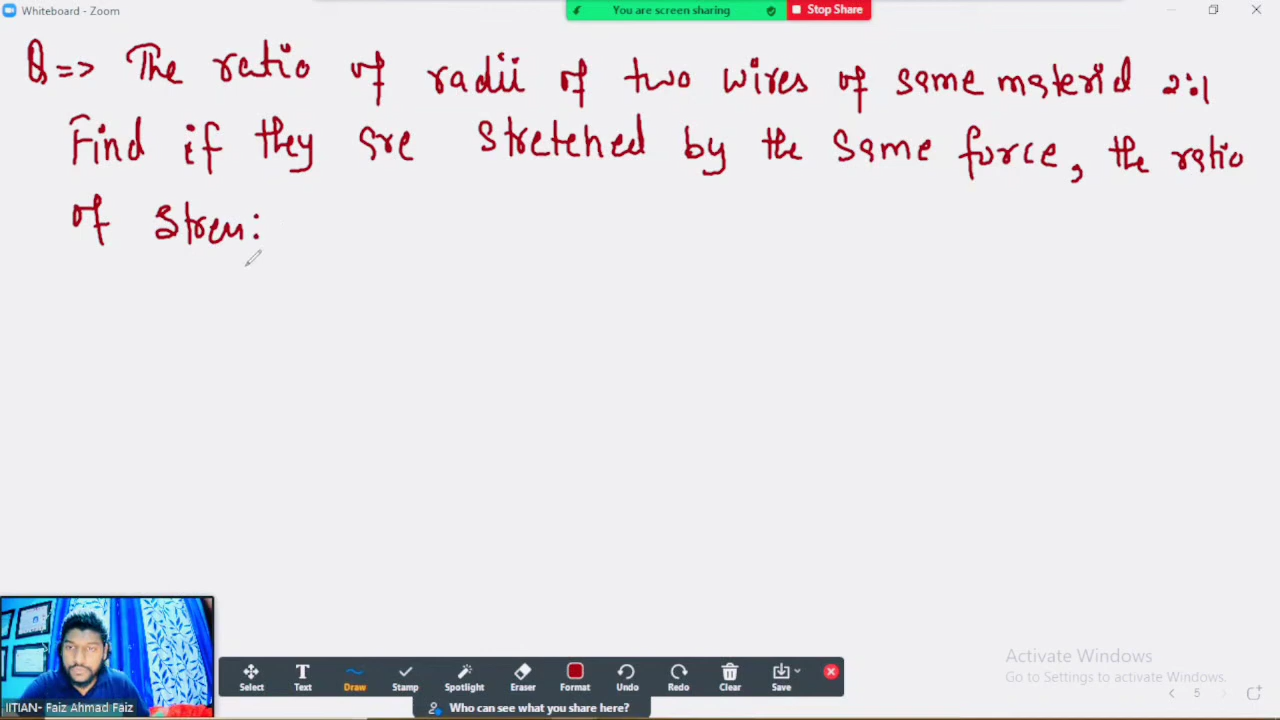 Whiteboard - Zoom
You are screen sharing
Stop Share
Q=> The ratio of radii of two wires of same material 2:1
Find if they are stretched by the same force, the ratio
of stress:
Activate Windows
Go to Settings to activate Windows.
5
Select
Text
Draw
Stamp
Spotlight
Eraser
Format
Undo
Redo
Clear
Save
Who can see what you share here?
IITIAN- Faiz Ahmad Faiz